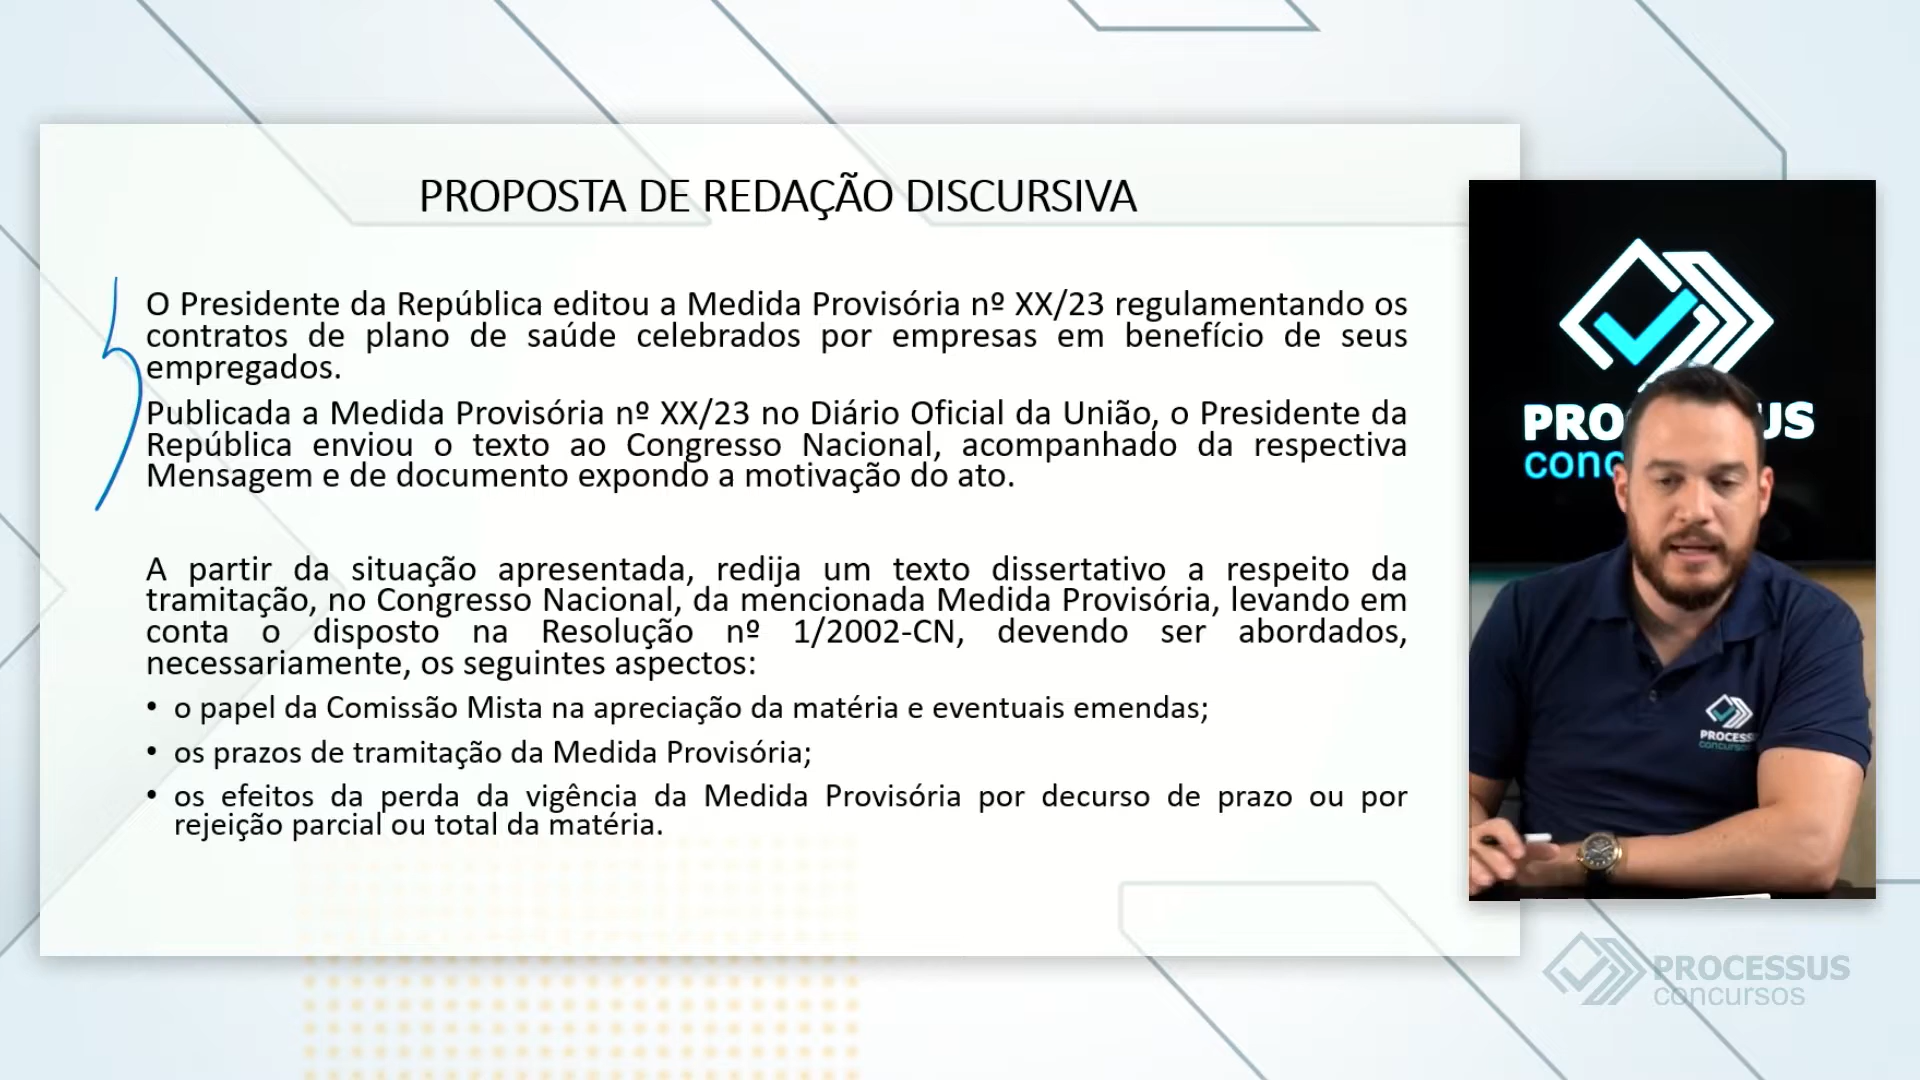 PROPOSTA DE REDAÇÃO DISCURSIVA
O Presidente da República editou a Medida Provisória nº XX/23 regulamentando os
contratos de plano de saúde celebrados por empresas em benefício de seus
empregados.
Publicada a Medida Provisória nº XX/23 no Diário Oficial da União, o Presidente da
República enviou o texto ao Congresso Nacional, acompanhado da respectiva
Mensagem e de documento expondo a motivação do ato.
A partir da situação apresentada, redija um texto dissertativo a respeito da
tramitação, no Congresso Nacional, da mencionada Medida Provisória, levando em
conta o disposto na Resolução nº 1/2002-CN, devendo ser abordados,
necessariamente, os seguintes aspectos:
• o papel da Comissão Mista na apreciação da matéria e eventuais emendas;
• os prazos de tramitação da Medida Provisória;
• os efeitos da perda da vigência da Medida Provisória por decurso de prazo ou por
rejeição parcial ou total da matéria.
PROCESSUS
concursos